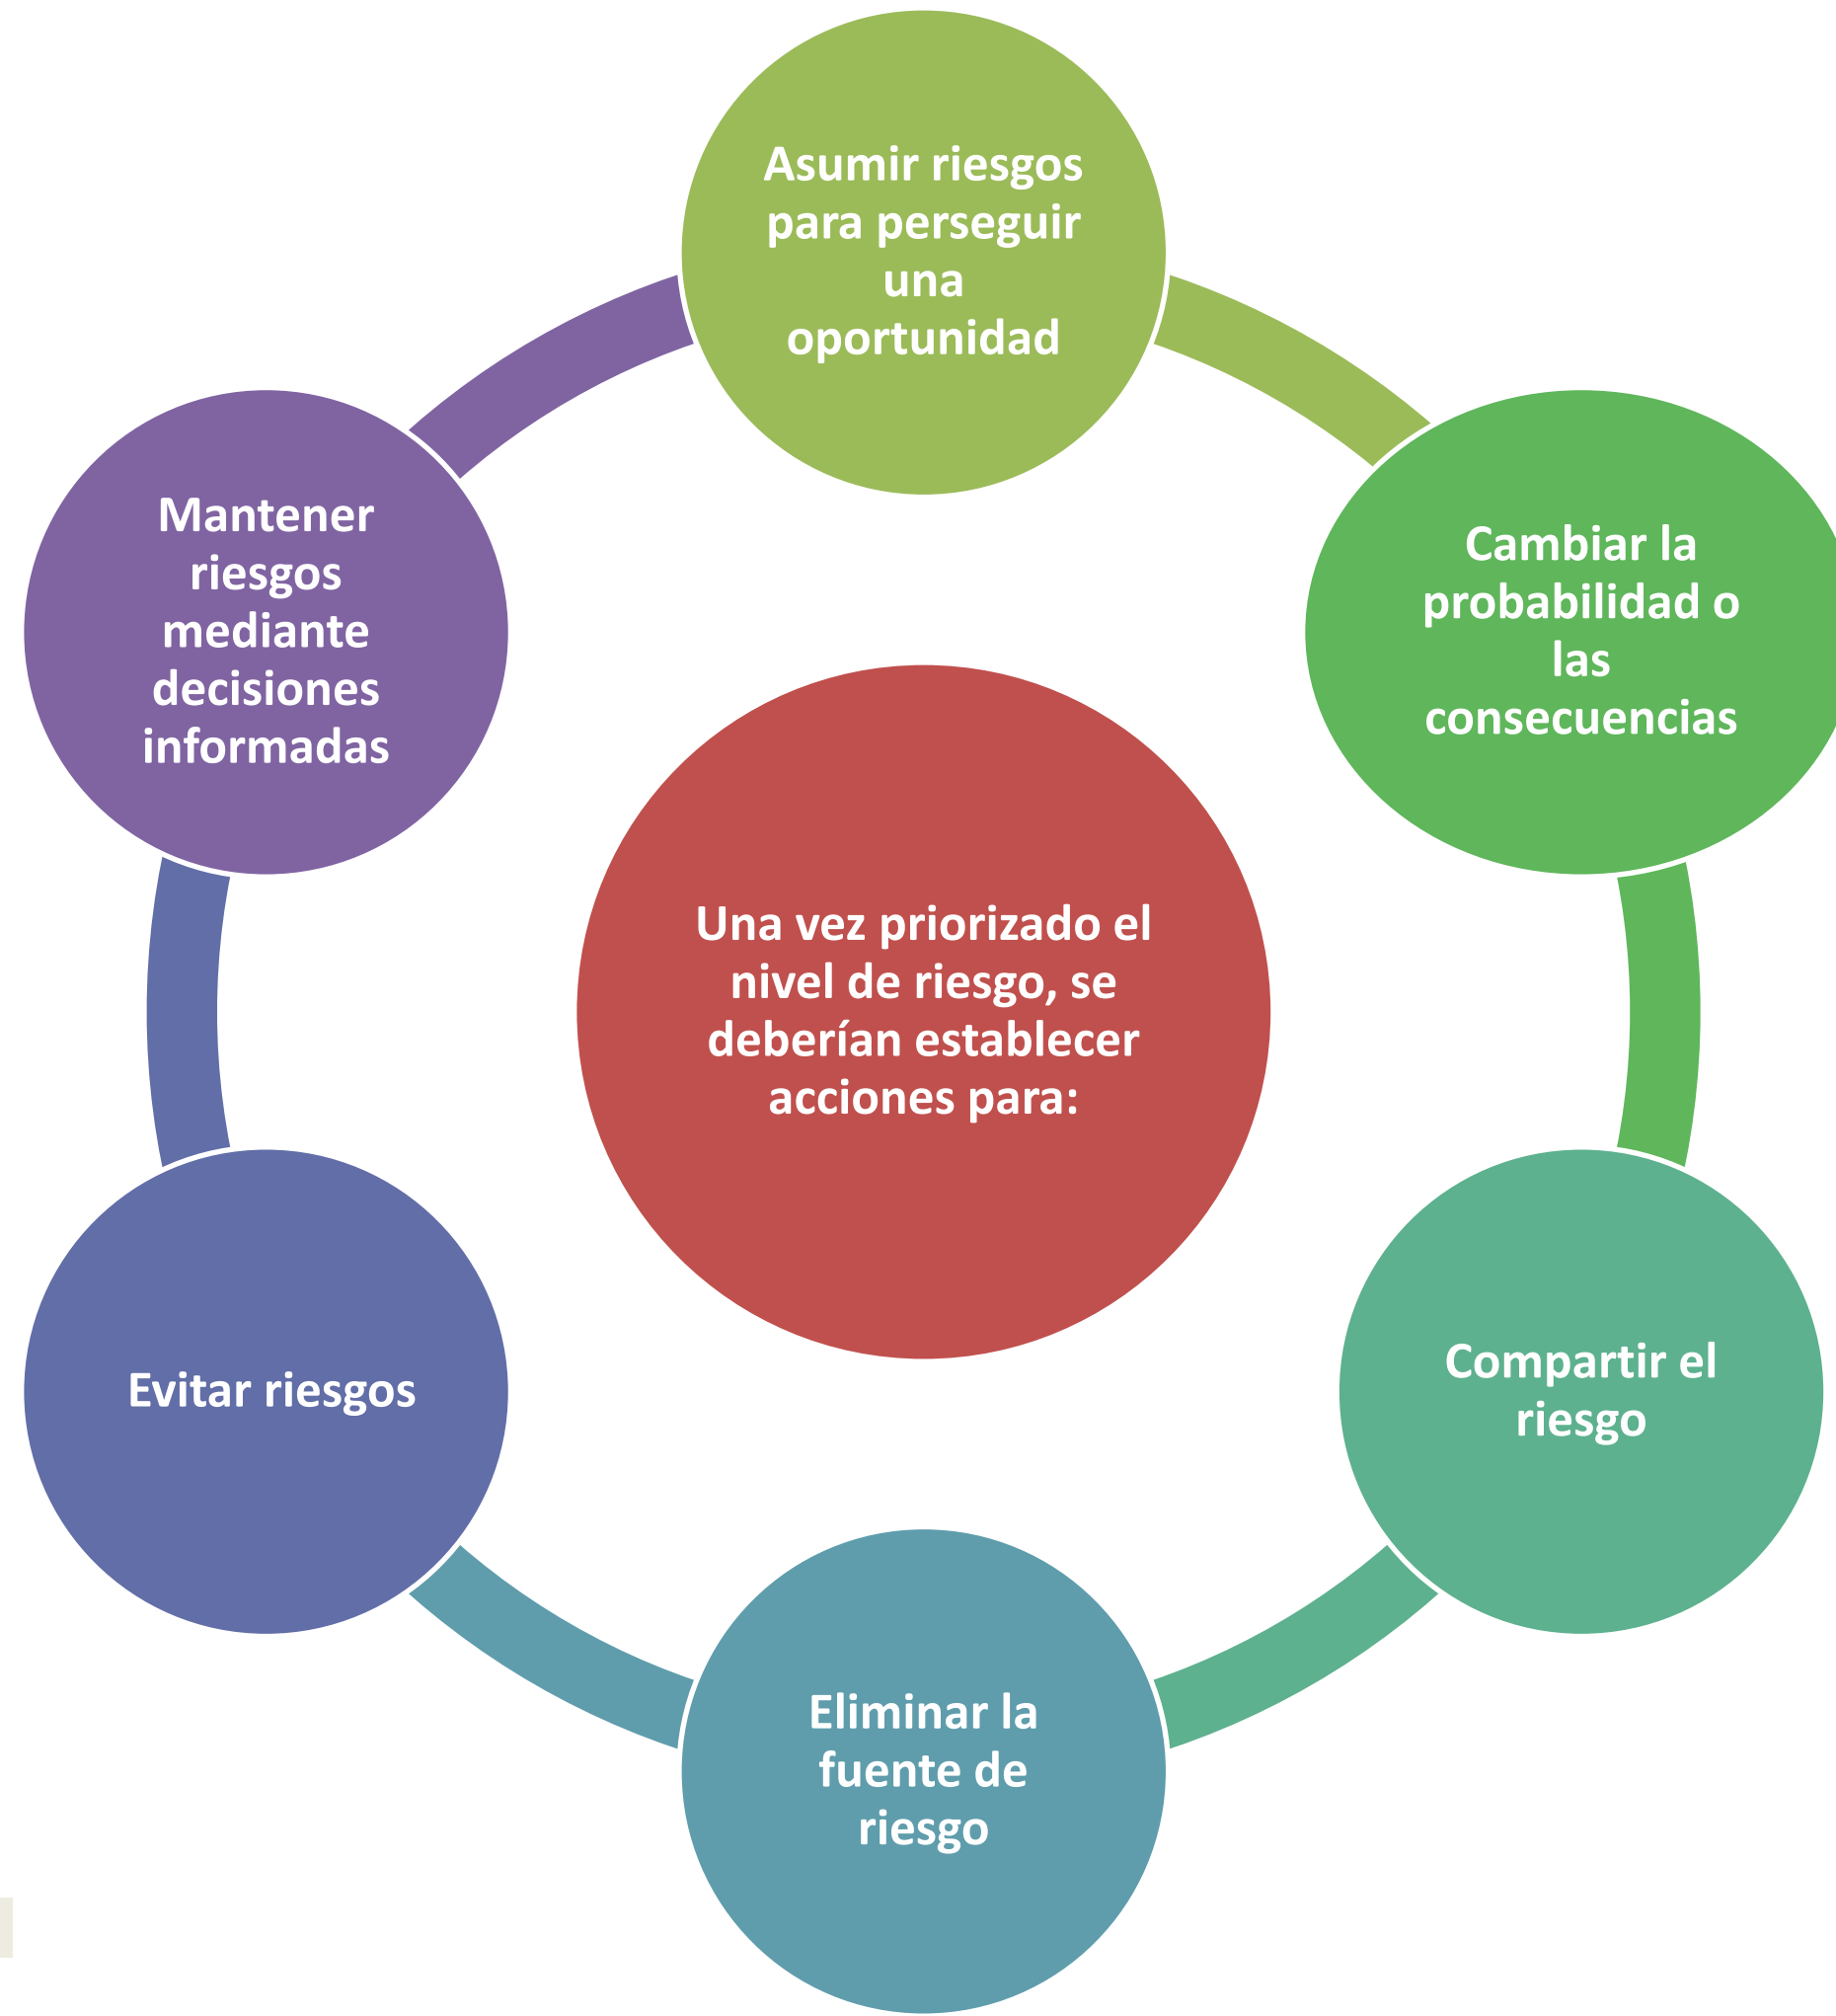 Asumir riesgos
para perseguir
una
oportunidad
Cambiar la
probabilidad o
las
consecuencias
Compartir el
riesgo
Eliminar la
fuente de
riesgo
Evitar riesgos
Mantener
riesgos
mediante
decisiones
informadas
Una vez priorizado el
nivel de riesgo, se
deberían establecer
acciones para: